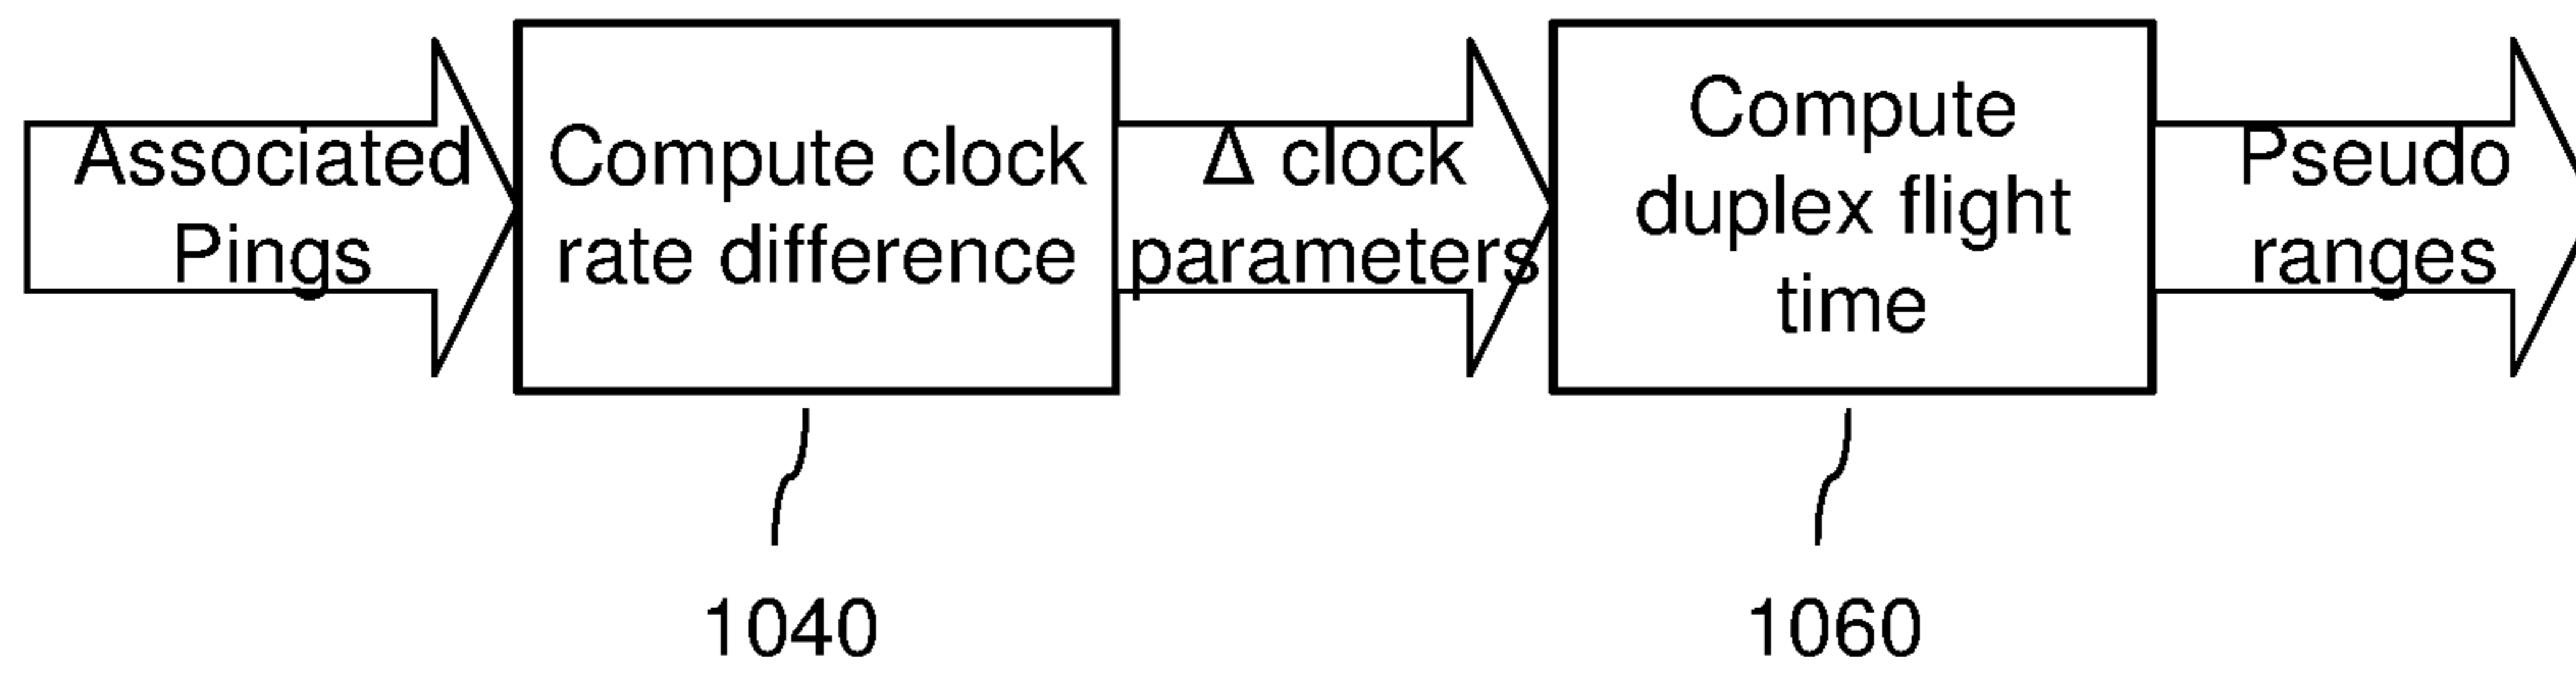 Associated
Pings
Compute clock
rate difference
Δ clock
parameters
Compute
duplex flight
time
Pseudo
ranges
1040
1060